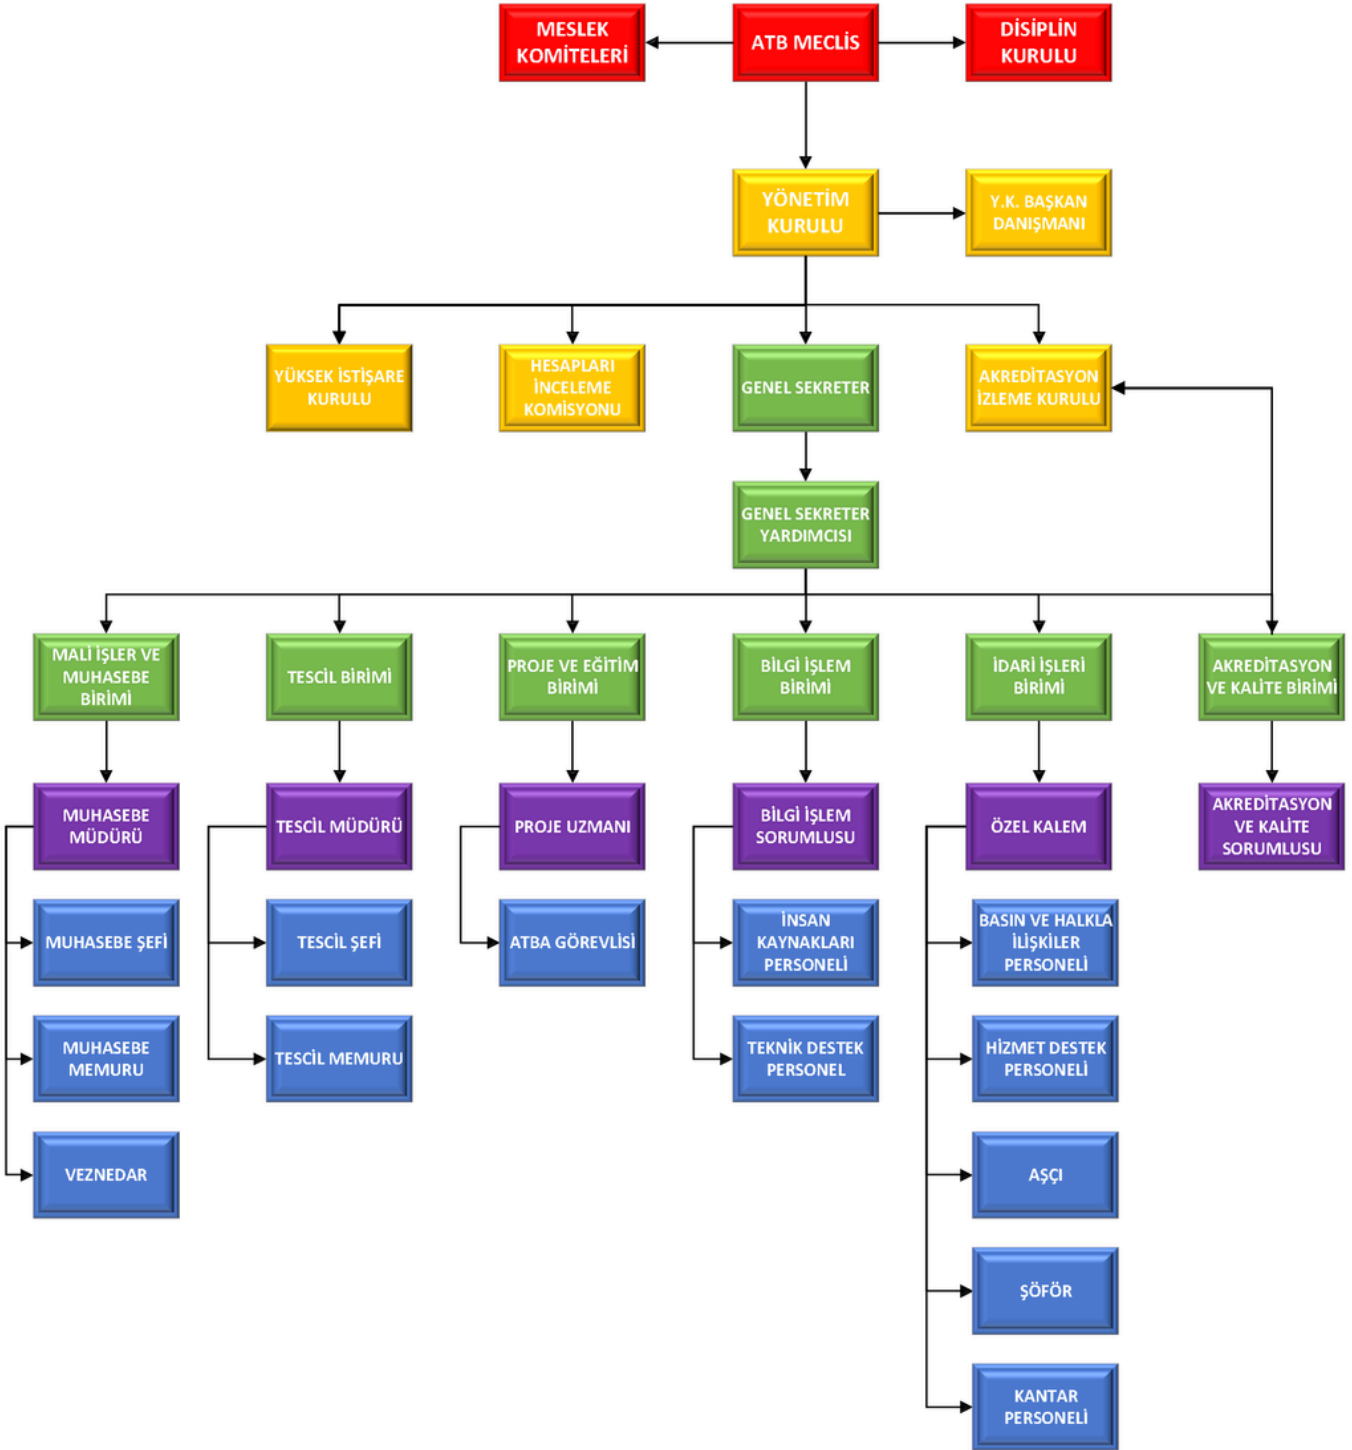 MESLEK
KOMİTELERİ
ATB MECLİS
DİSİPLİN
KURULU
YÖNETİM
KURULU
Y.K. BAŞKAN
DANIŞMANI
YÜKSEK İSTİŞARE
KURULU
HESAPLARI
İNCELEME
KOMİSYONU
GENEL SEKRETER
AKREDİTASYON
İZLEME KURULU
GENEL SEKRETER
YARDIMCISI
MALİ İŞLER VE
MUHASEBE
BİRİMİ
TESCİL BİRİMİ
PROJE VE EĞİTİM
BİRİMİ
BİLGİ İŞLEM
BİRİMİ
İDARİ İŞLERİ
BİRİMİ
AKREDİTASYON
VE KALİTE BİRİMİ
MUHASEBE
MÜDÜRÜ
TESCİL MÜDÜRÜ
PROJE UZMANI
BİLGİ İŞLEM
SORUMLUSU
ÖZEL KALEM
AKREDİTASYON
VE KALİTE
SORUMLUSU
MUHASEBE ŞEFİ
TESCİL ŞEFİ
ATBA GÖREVLİSİ
İNSAN
KAYNAKLARI
PERSONELİ
BASIN VE HALKLA
İLİŞKİLER
PERSONELİ
MUHASEBE
MEMURU
TESCİL MEMURU
TEKNİK DESTEK
PERSONEL
HİZMET DESTEK
PERSONELİ
VEZNEDAR
AŞÇI
ŞÖFÖR
KANTAR
PERSONELİ